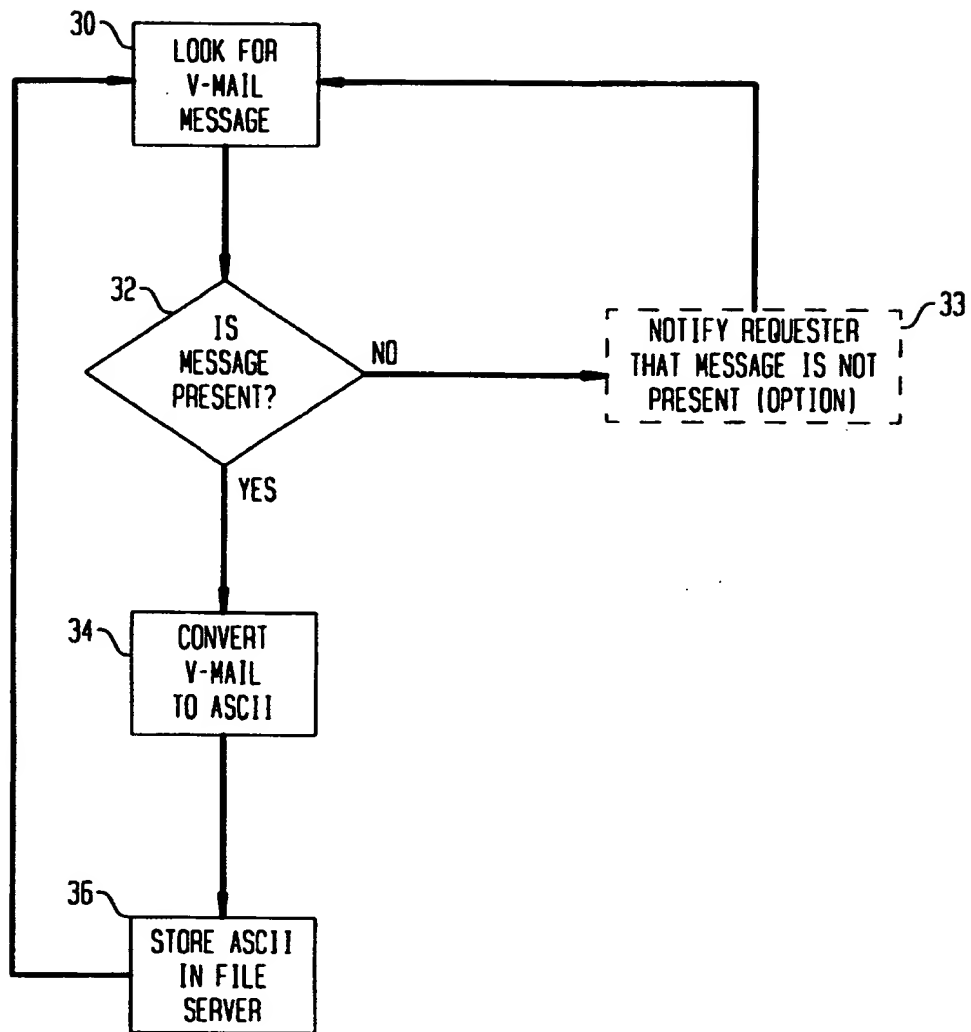 30
LOOK FOR
V-MAIL
MESSAGE
32
IS
MESSAGE
PRESENT?
NO
33
NOTIFY REQUESTER
THAT MESSAGE IS NOT
PRESENT (OPTION)
YES
34
CONVERT
V-MAIL
TO ASCII
36
STORE ASCII
IN FILE
SERVER